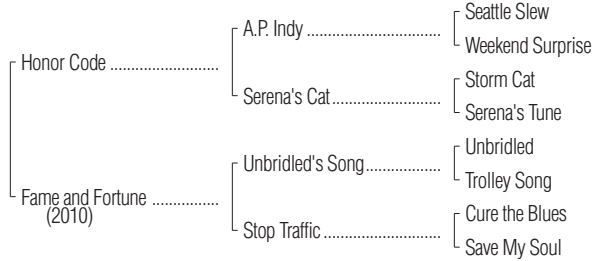 Seattle Slew
A.P. Indy
Weekend Surprise
Honor Code
Storm Cat
Serena's Cat
Serena's Tune
Unbridled
Unbridled's Song
Trolley Song
Fame and Fortune
(2010)
Cure the Blues
Stop Traffic
Save My Soul